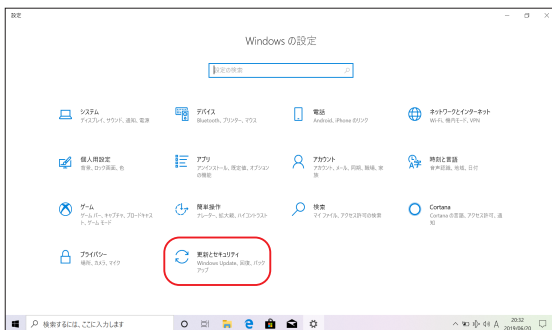 設定
Windows の設定
設定の検索
システム
ディスプレイ、サウンド、通知、電源
デバイス
Bluetooth、プリンター、マウス
電話
Android、iPhone のリンク
ネットワークとインターネット
Wi-Fi、機内モード、VPN
個人用設定
背景、ロック画面、色
アプリ
アンインストール、既定値、オプション
の機能
アカウント
アカウント、メール、同期、職場、家
族
時刻と言語
音声認識、地域、日付
ゲーム
ゲーム バー、キャプチャ、ブロードキャス
ト、ゲーム モード
簡単操作
ナレーター、拡大鏡、ハイコントラスト
検索
マイ ファイル、アクセス許可の検索
Cortana
Cortana の言語、アクセス許可、通
知
プライバシー
場所、カメラ、マイク
更新とセキュリティ
Windows Update、回復、バック
アップ
検索するには、ここに入力します
A
20:32
2019/06/20